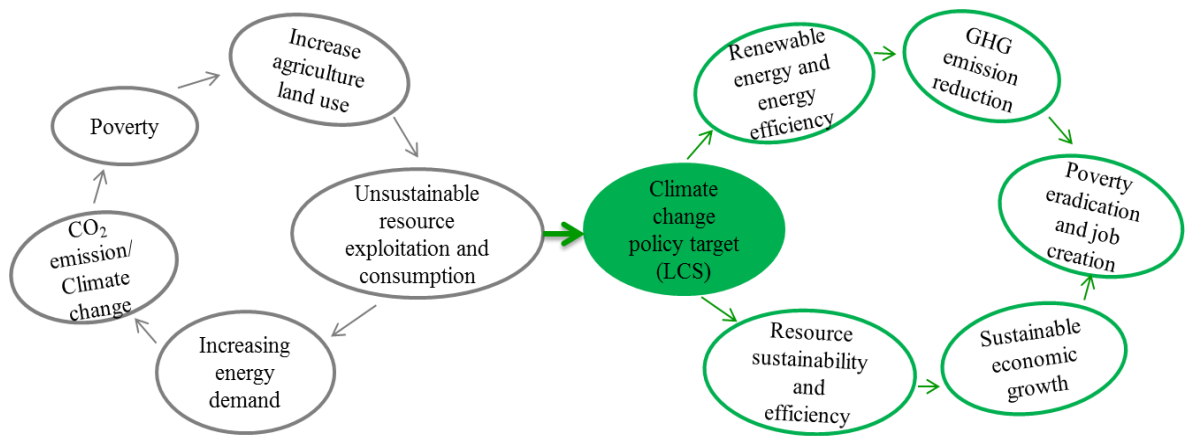 Increase
agriculture
land use
Poverty
Unsustainable
resource
exploitation and
consumption
CO₂
emission/
Climate
change
Increasing
energy
demand
Climate
change
policy target
(LCS)
Renewable
energy and
energy
efficiency
GHG
emission
reduction
Poverty
eradication
and job
creation
Resource
sustainability
and
efficiency
Sustainable
economic
growth